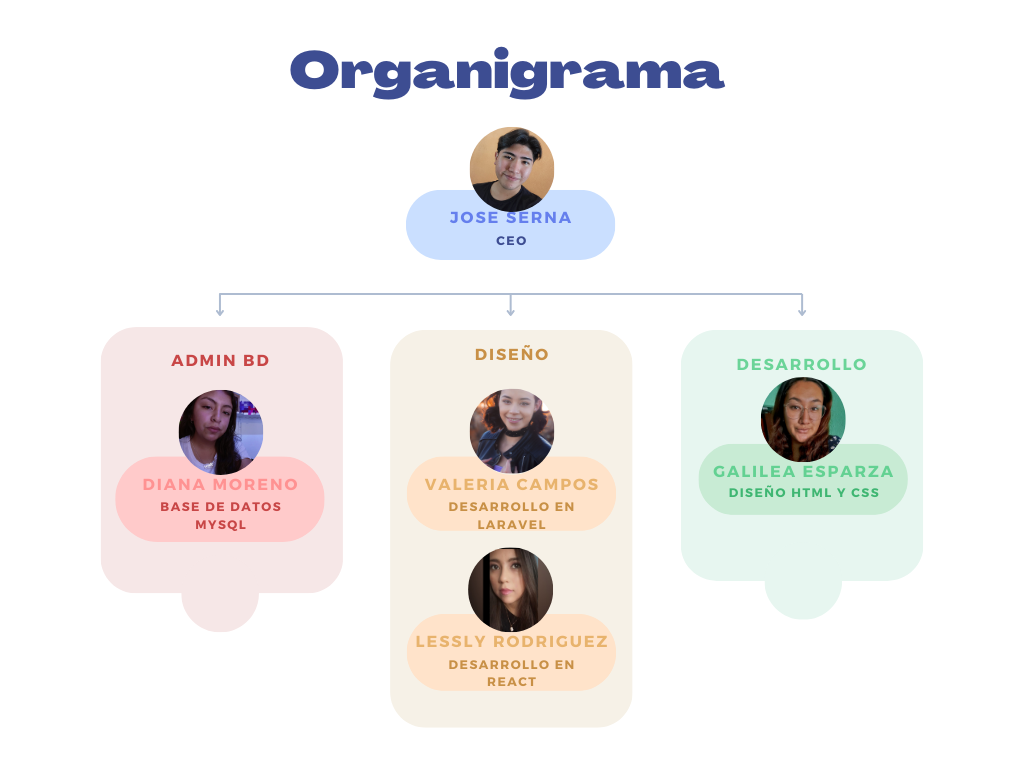 Organigrama
JOSE SERNA
CEO
ADMIN BD
DIANA MORENO
BASE DE DATOS
MYSQL
DISEÑO
VALERIA CAMPOS
DESARROLLO EN
LARAVEL
LESSLY RODRIGUEZ
DESARROLLO EN
REACT
DESARROLLO
GALILEA ESPARZA
DISEÑO HTML Y CSS